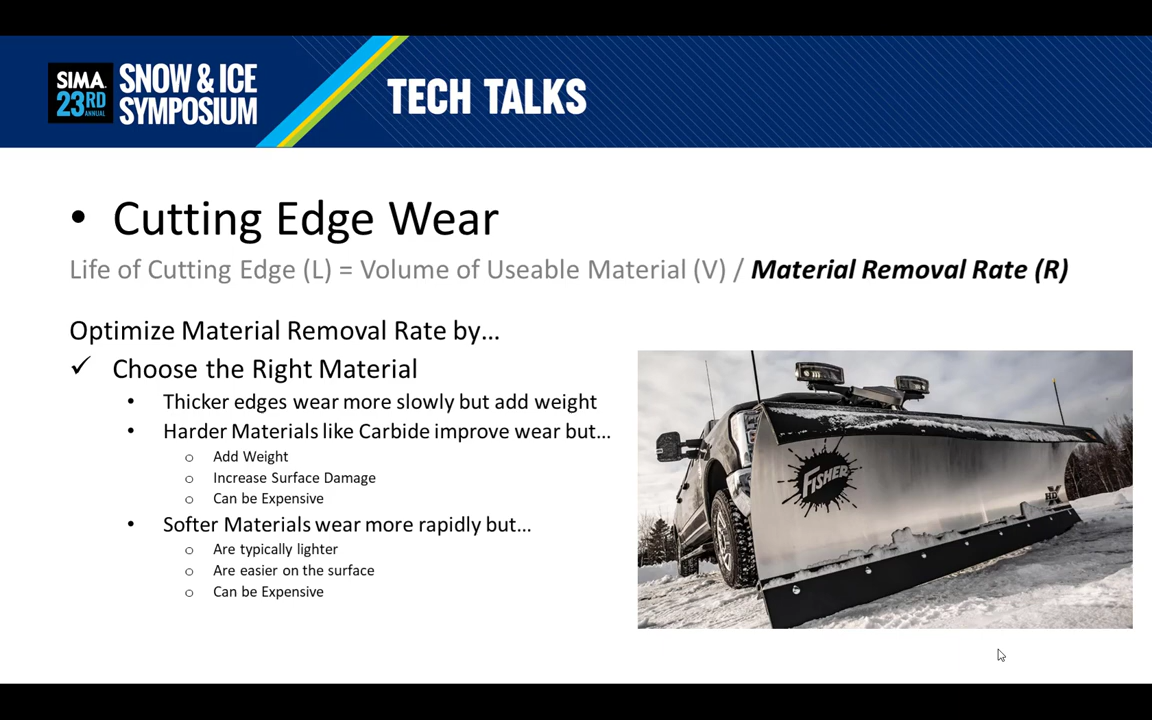 SIMA
23RD
ANNUAL
SNOW & ICE
SYMPOSIUM
TECH TALKS
• Cutting Edge Wear
Life of Cutting Edge (L) = Volume of Useable Material (V) / Material Removal Rate (R)
Optimize Material Removal Rate by...
✓ Choose the Right Material
• Thicker edges wear more slowly but add weight
• Harder Materials like Carbide improve wear but...
o Add Weight
o Increase Surface Damage
o Can be Expensive
• Softer Materials wear more rapidly but...
o Are typically lighter
o Are easier on the surface
o Can be Expensive
FISHER
HDX